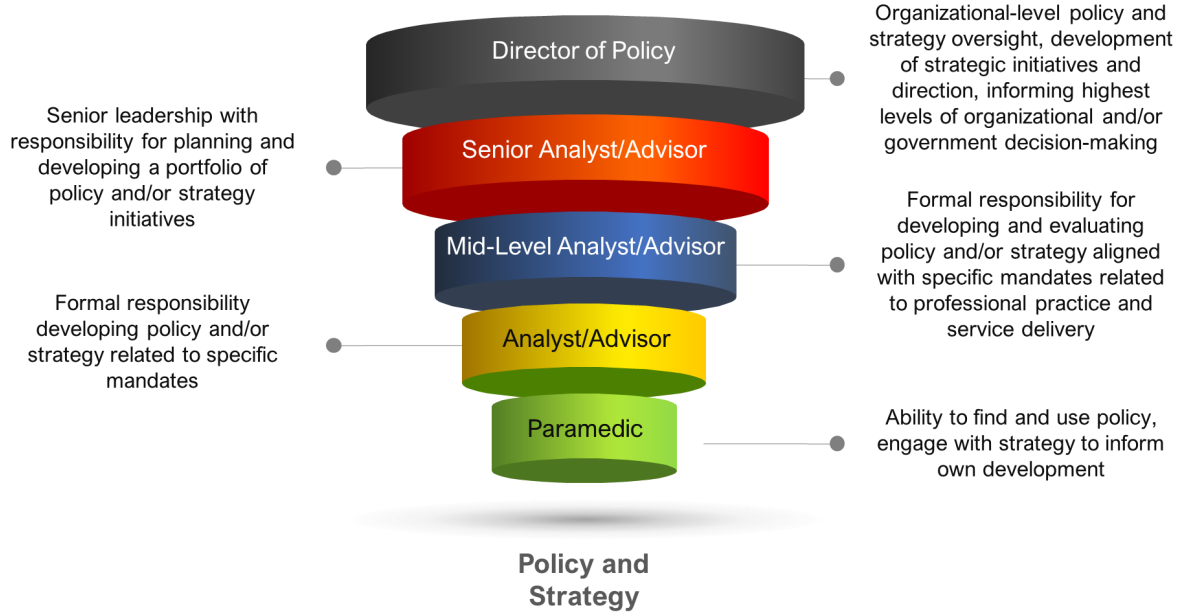 Director of Policy
Organizational-level policy and
strategy oversight, development
of strategic initiatives and
direction, informing highest
levels of organizational and/or
government decision-making
Senior leadership with
responsibility for planning and
developing a portfolio of
policy and/or strategy
initiatives
Senior Analyst/Advisor
Mid-Level Analyst/Advisor
Formal responsibility for
developing and evaluating
policy and/or strategy aligned
with specific mandates related
to professional practice and
service delivery
Formal responsibility
developing policy and/or
strategy related to specific
mandates
Analyst/Advisor
Paramedic
Ability to find and use policy,
engage with strategy to inform
own development
Policy and
Strategy